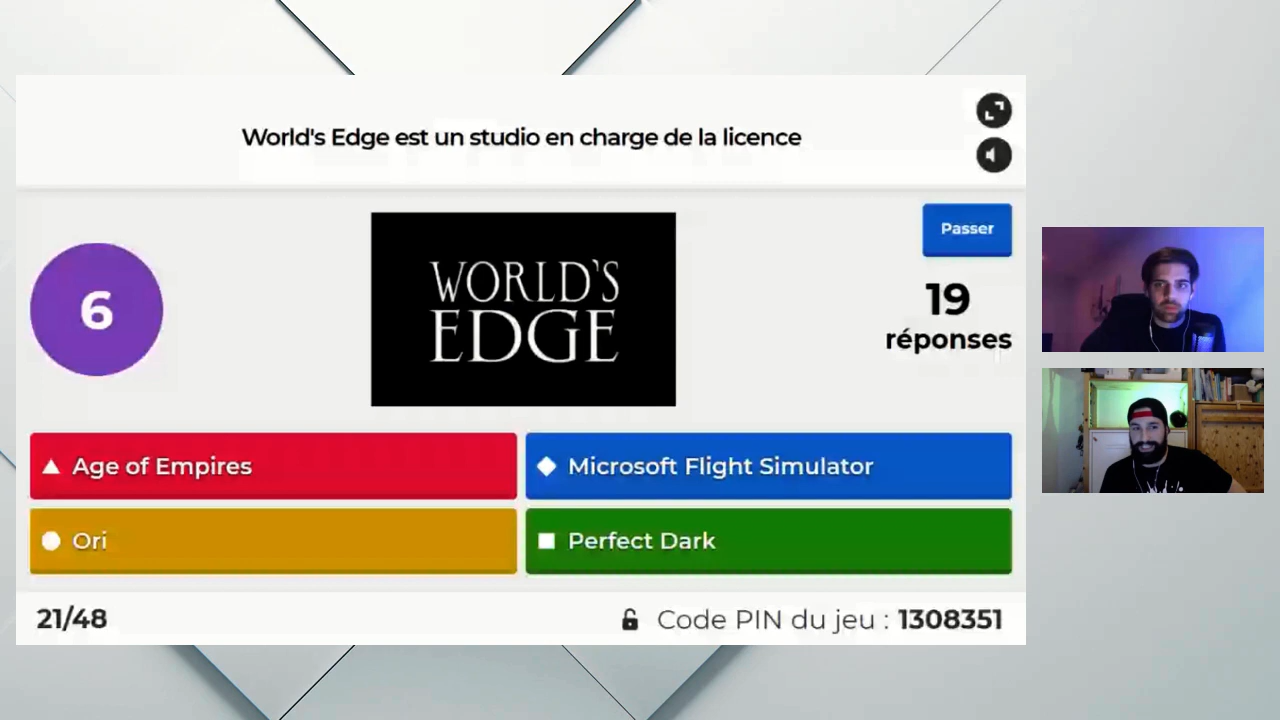 World's Edge est un studio en charge de la licence
Passer
6
WORLD'S
EDGE
19
réponses
Age of Empires
Microsoft Flight Simulator
Ori
Perfect Dark
21/48
Code PIN du jeu : 1308351